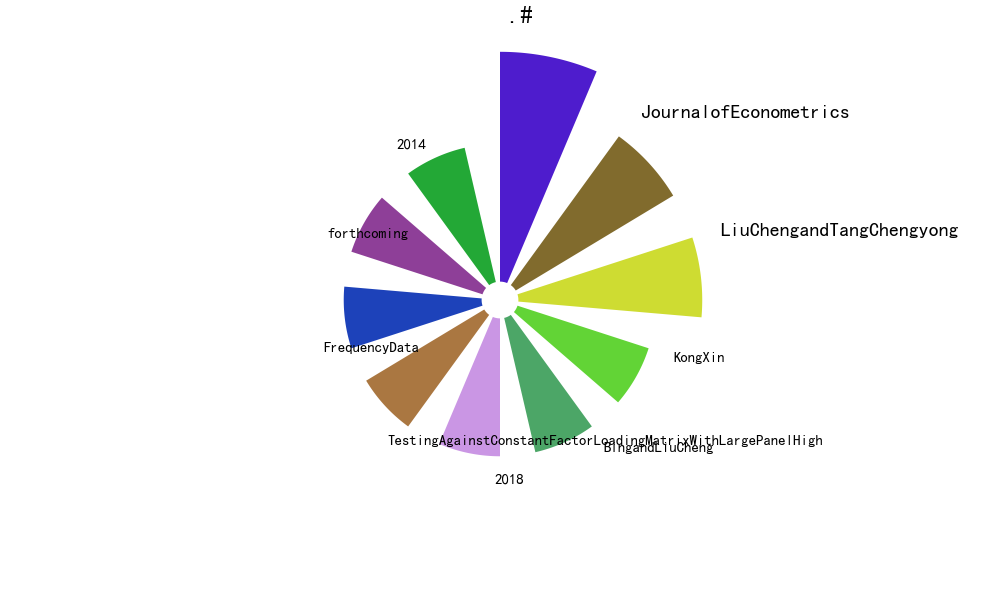 .#
JournalofEconometrics
2014
LiuChengandTangChengyong
forthcoming
FrequencyData
KongXin
TestingAgainstConstantFactorLoadingMatrixWithLargePanelHigh
BingandLiuCheng
2018